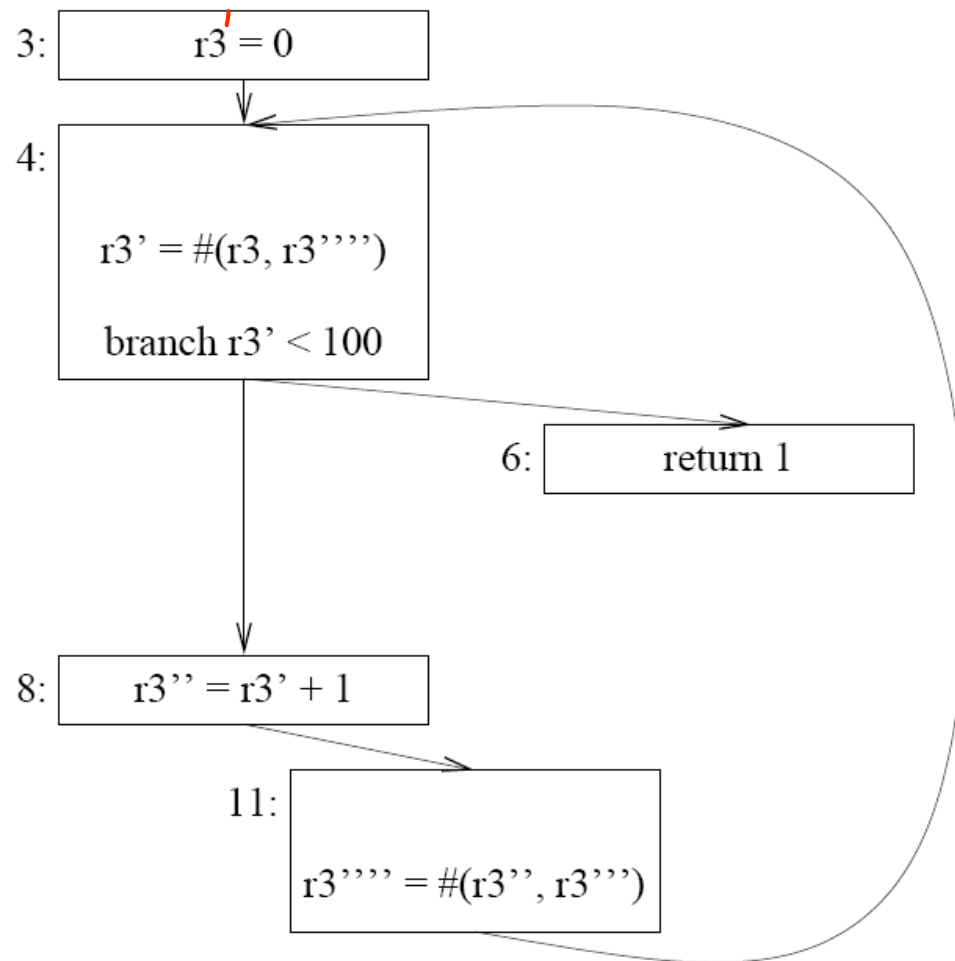 3: r3' = 0
4:
r3’ = #(r3, r3’’’’)
branch r3’ < 100
6: return 1
8: r3’’ = r3’ + 1
11:
r3’’’’ = #(r3’’, r3’’’)